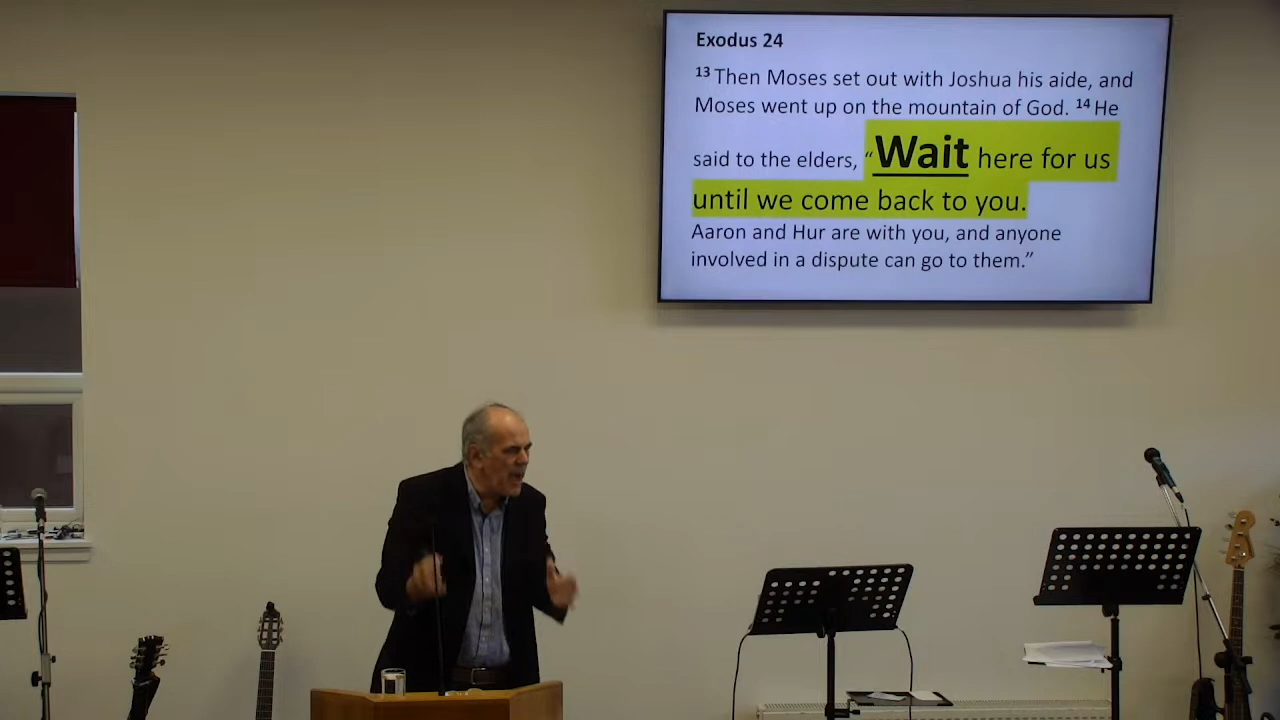 Exodus 24
13 Then Moses set out with Joshua his aide, and
Moses went up on the mountain of God. 14 He
said to the elders, “Wait here for us
until we come back to you.
Aaron and Hur are with you, and anyone
involved in a dispute can go to them.”